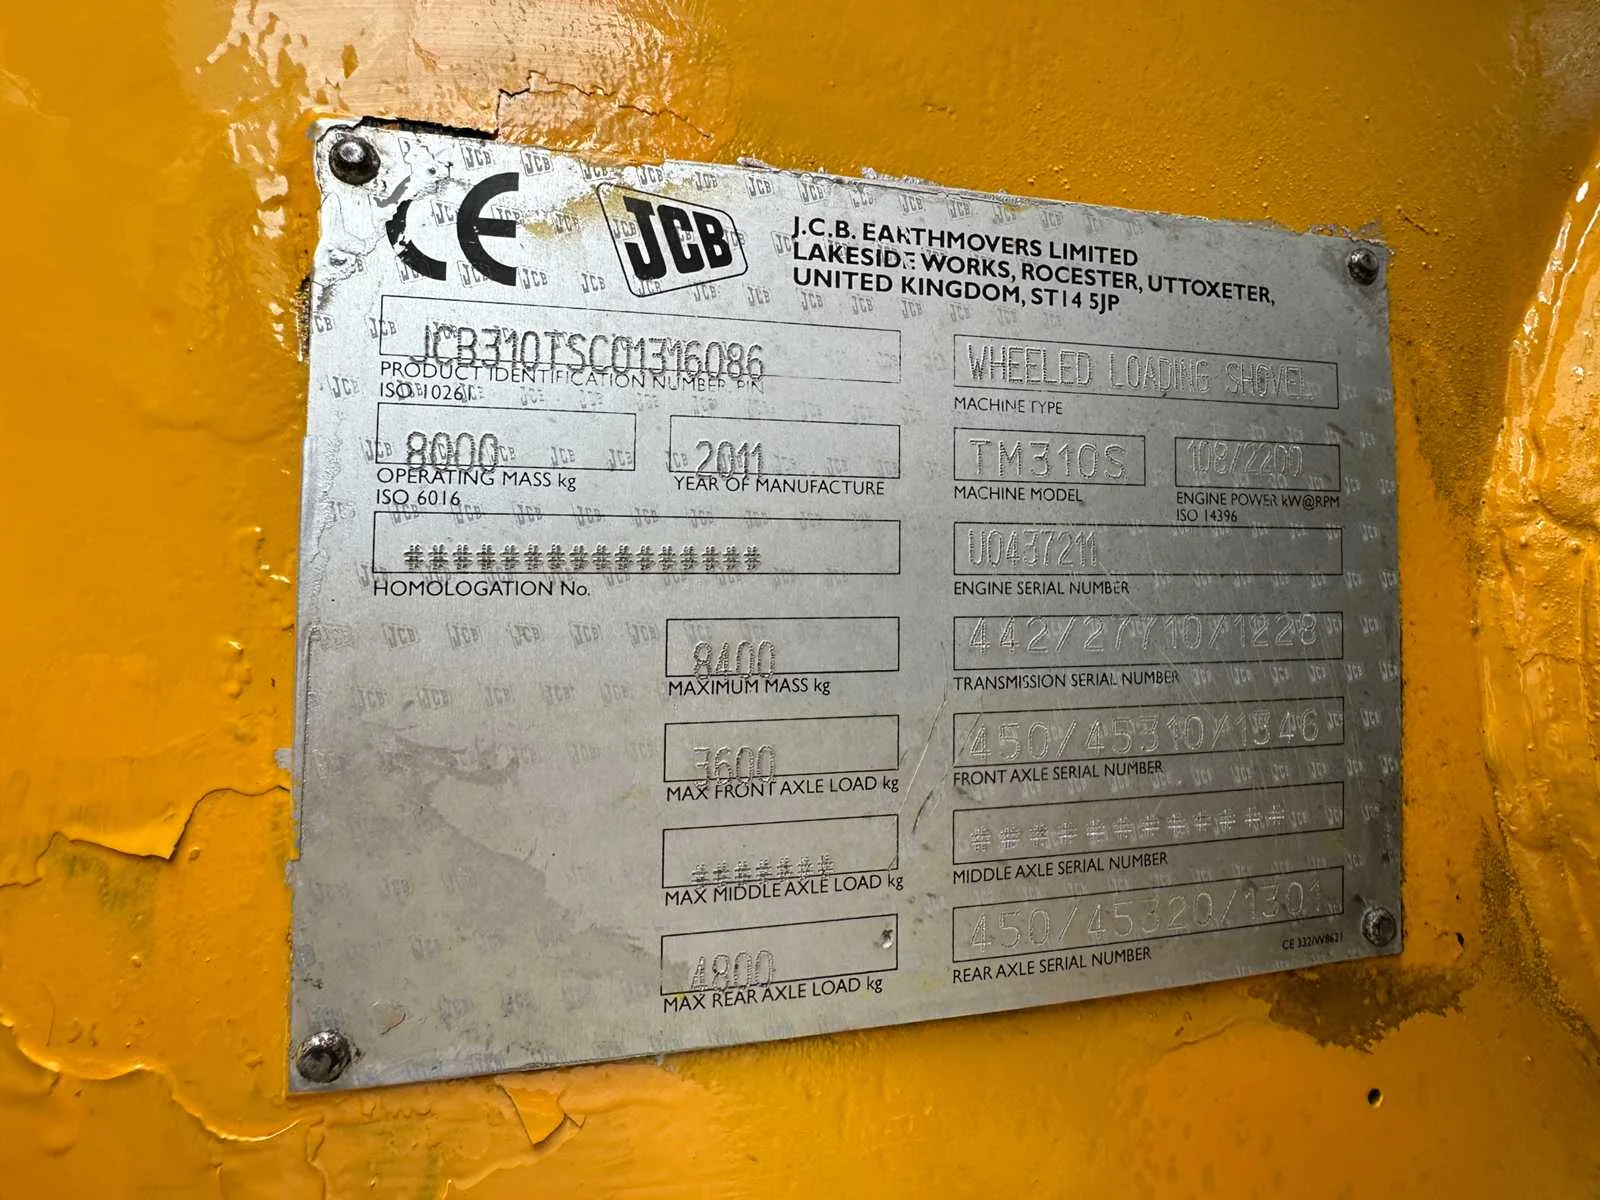 CE
JCB
J.C.B. EARTHMOVERS LIMITED
LAKESIDE WORKS, ROCESTER, UTTOXETER,
UNITED KINGDOM, ST14 5JP
JCB310TSC01316086
PRODUCT IDENTIFICATION NUMBER PIN
ISO 10261
WHEELED LOADING SHOVEL
MACHINE TYPE
8000
OPERATING MASS kg
ISO 6016
2011
YEAR OF MANUFACTURE
TM310S
MACHINE MODEL
108/2200
ENGINE POWER kW@RPM
ISO 14396
###############
HOMOLOGATION No.
U0437211
ENGINE SERIAL NUMBER
8400
MAXIMUM MASS kg
442/27710/1228
TRANSMISSION SERIAL NUMBER
3600
MAX FRONT AXLE LOAD kg
450/45310/1346
FRONT AXLE SERIAL NUMBER
#######
MAX MIDDLE AXLE LOAD kg
###########
MIDDLE AXLE SERIAL NUMBER
4800
MAX REAR AXLE LOAD kg
450/45320/1301
REAR AXLE SERIAL NUMBER
CE 332/W8621